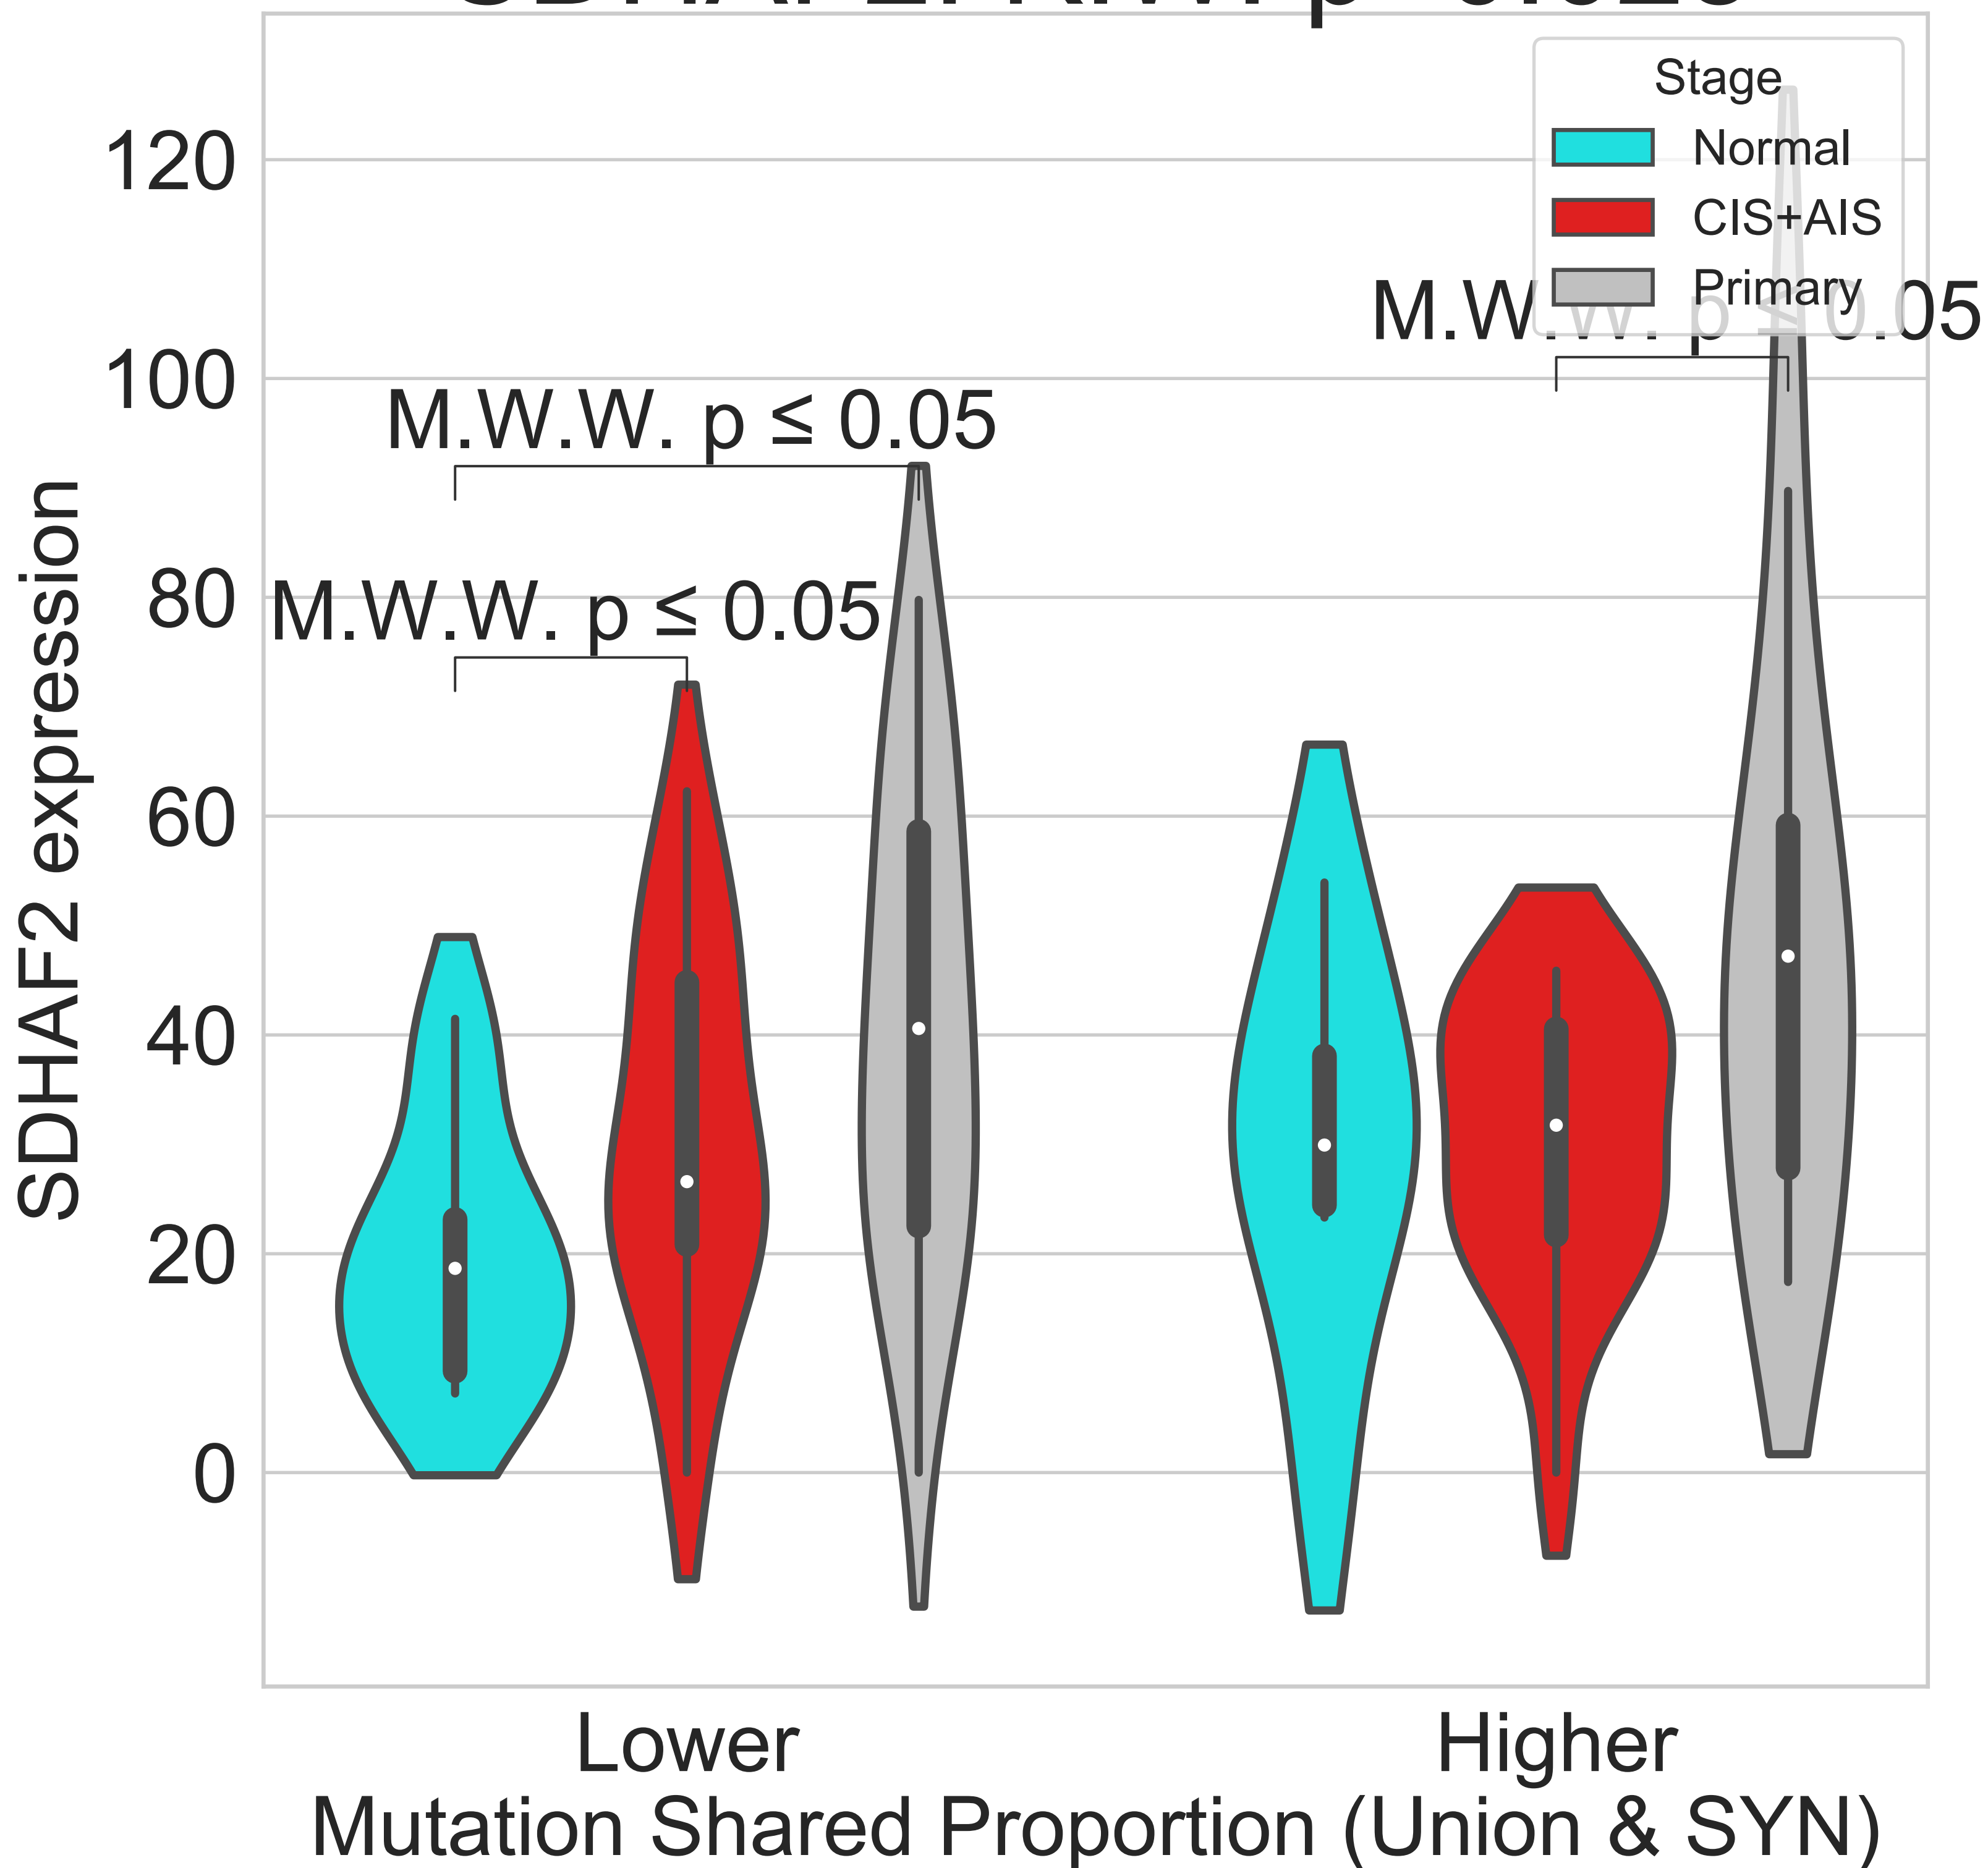 Stage
Normal
CIS+AIS
Primary
M.W.W. p ≤ 0.05
M.W.W. p ≤ 0.05
M.W.W. p ≤ 0.05
120
100
80
60
40
20
0
SDHAF2 expression
Lower
Higher
Mutation Shared Proportion (Union & SYN)